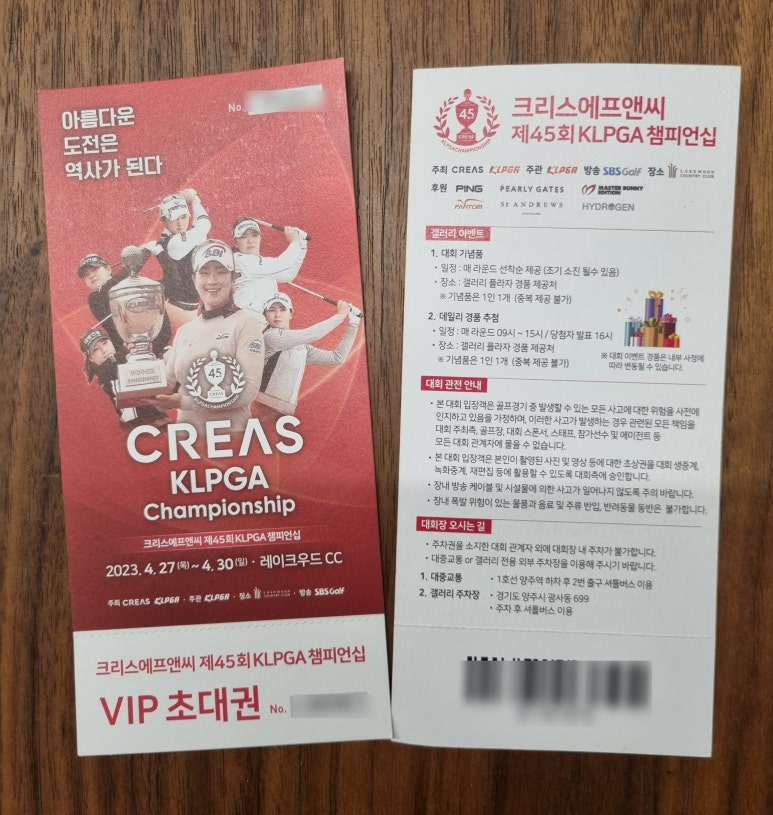 아름다운
도전은
역사가 된다
No.
SBI
KLPGA
WINNER
45
KLPGA CHAMPIONSHIP
CREAS
KLPGA
Championship
크리스에프앤씨 제45회 KLPGA 챔피언십
2023. 4. 27(목) ~ 4. 30(일) · 레이크우드 CC
주최 CREAS KLPGA · 주관 KLPGA · 장소 LAKEWOOD COUNTRY CLUB · 방송 SBS Golf
크리스에프앤씨 제45회 KLPGA 챔피언십
VIP 초대권 No.
45
CREAS
KLPGA CHAMPIONSHIP
크리스에프앤씨
제45회 KLPGA 챔피언십
주최 CREAS KLPGA 주관 KLPGA 방송 SBS Golf 장소 LAKEWOOD COUNTRY CLUB
후원 PING PEARLY GATES MASTER BUNNY EDITION
FANTOM St ANDREWS SCOTLAND HYDROGEN
갤러리 이벤트
1. 대회 기념품
• 일정 : 매 라운드 선착순 제공 (조기 소진 될수 있음)
• 장소 : 갤러리 플라자 경품 제공처
※ 기념품은 1인 1개 (중복 제공 불가)
2. 데일리 경품 추첨
• 일정 : 매 라운드 09시 ~ 15시 / 당첨자 발표 16시
• 장소 : 갤러리 플라자 경품 제공처
※ 기념품은 1인 1개 (중복 제공 불가)
※ 대회 이벤트 경품은 내부 사정에
따라 변동될 수 있습니다.
대회 관전 안내
• 본 대회 입장객은 골프경기 중 발생할 수 있는 모든 사고에 대한 위험을 사전에
인지하고 있음을 가정하며, 이러한 사고가 발생하는 경우 관련된 모든 책임을
대회 주최측, 골프장, 대회 스폰서, 스태프, 참가선수 및 에이전트 등
모든 대회 관계자에 물을 수 없습니다.
• 본 대회 입장객은 본인이 촬영된 사진 및 영상 등에 대한 초상권을 대회 생중계,
녹화중계, 재편집 등에 활용할 수 있도록 대회측에 승인합니다.
• 장내 방송 케이블 및 시설물에 의한 사고가 일어나지 않도록 주의 바랍니다.
• 장내 폭발 위험이 있는 물품과 음료 및 주류 반입, 반려동물 동반은 불가합니다.
대회장 오시는 길
• 주차권을 소지한 대회 관계자 외에 대회장 내 주차가 불가합니다.
• 대중교통 or 갤러리 전용 외부 주차장을 이용해 주시기 바랍니다.
1. 대중교통 • 1호선 양주역 하차 후 2번 출구 셔틀버스 이용
2. 갤러리 주차장 • 경기도 양주시 광사동 699
• 주차 후 셔틀버스 이용